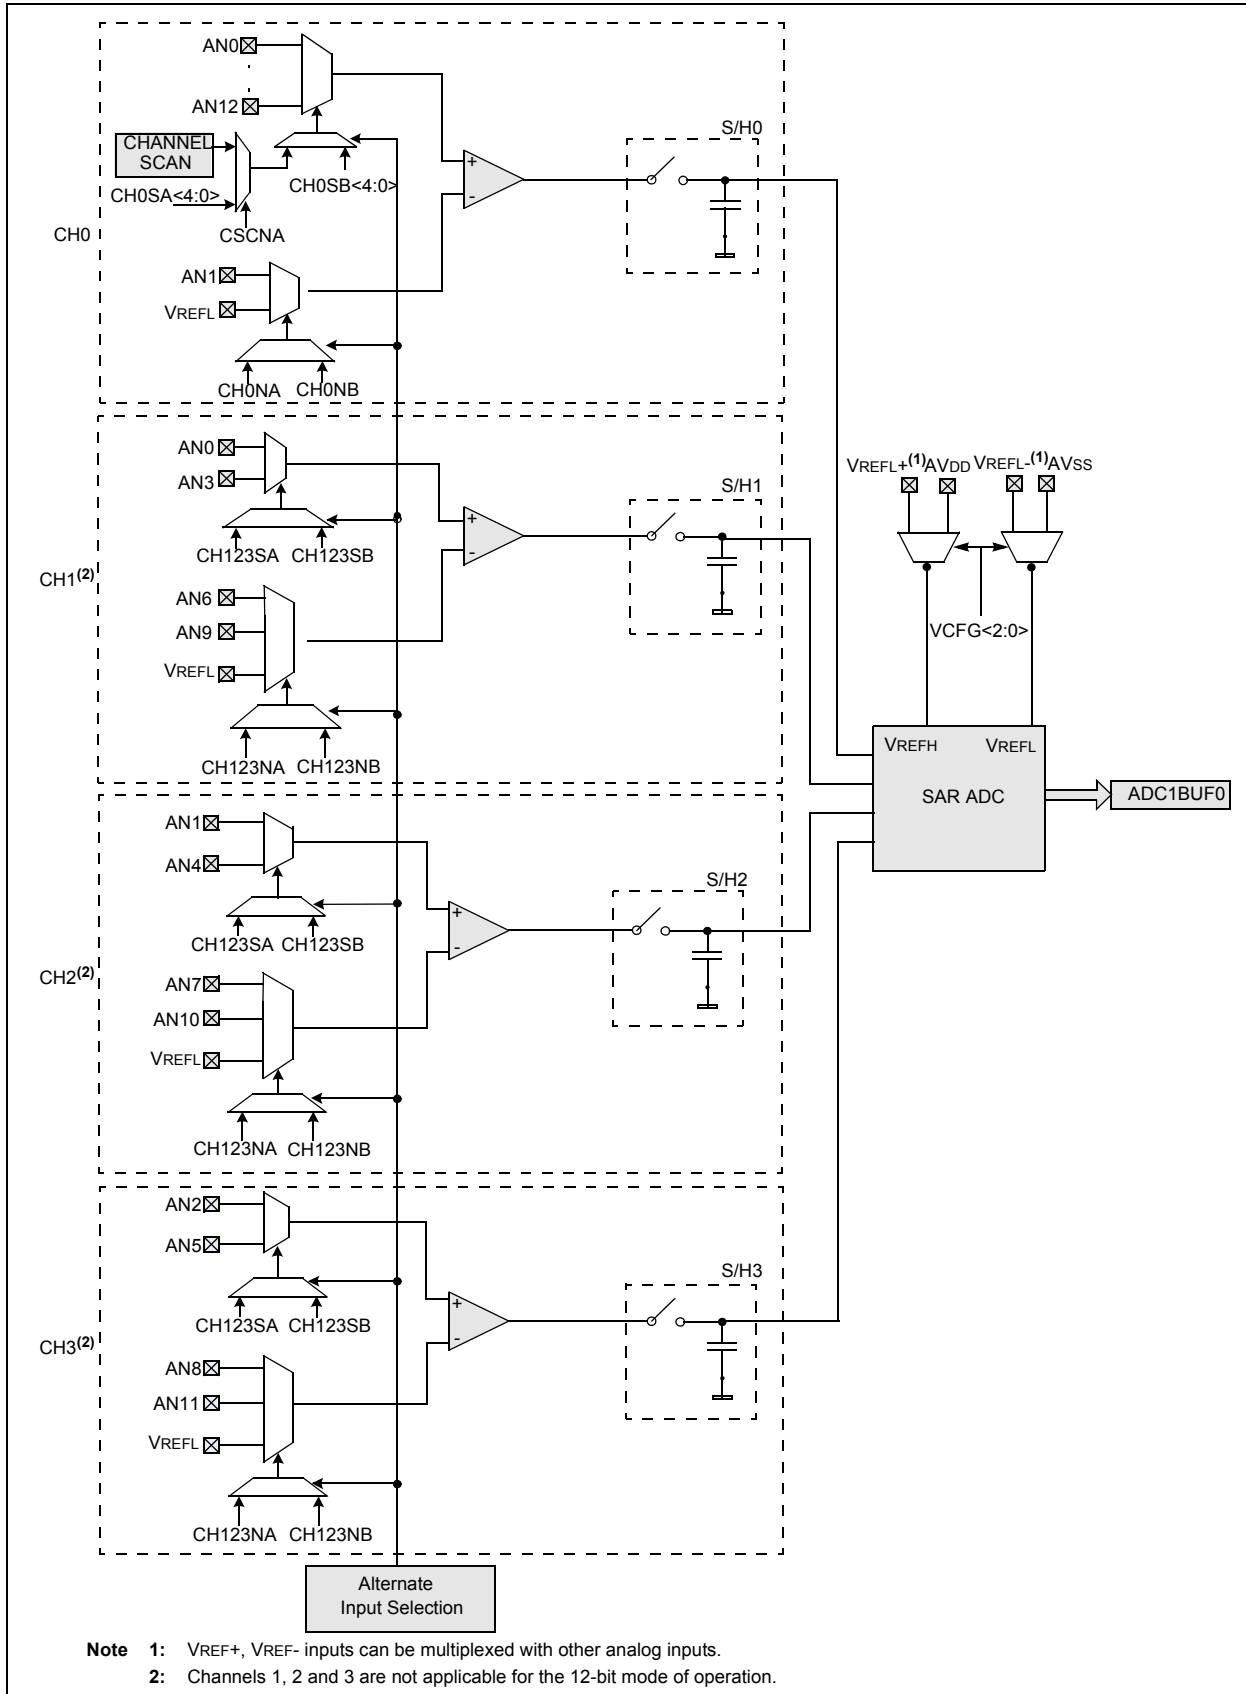 AN0
AN12
CHANNEL
SCAN
CH0SA<4:0>
CH0SB<4:0>
CSCNA
CH0
AN1
VREFL
CH0NA CH0NB
+
-
S/H0
AN0
AN3
CH123SA CH123SB
CH1(2)
AN6
AN9
VREFL
CH123NA CH123NB
+
-
S/H1
VREFL+(1)AVDD VREFL-(1)AVSS
VCFG<2:0>
VREFH VREFL
SAR ADC
ADC1BUF0
AN1
AN4
CH123SA CH123SB
CH2(2)
AN7
AN10
VREFL
CH123NA CH123NB
+
-
S/H2
AN2
AN5
CH123SA CH123SB
CH3(2)
AN8
AN11
VREFL
CH123NA CH123NB
+
-
S/H3
Alternate
Input Selection
Note 1: VREF+, VREF- inputs can be multiplexed with other analog inputs.
2: Channels 1, 2 and 3 are not applicable for the 12-bit mode of operation.